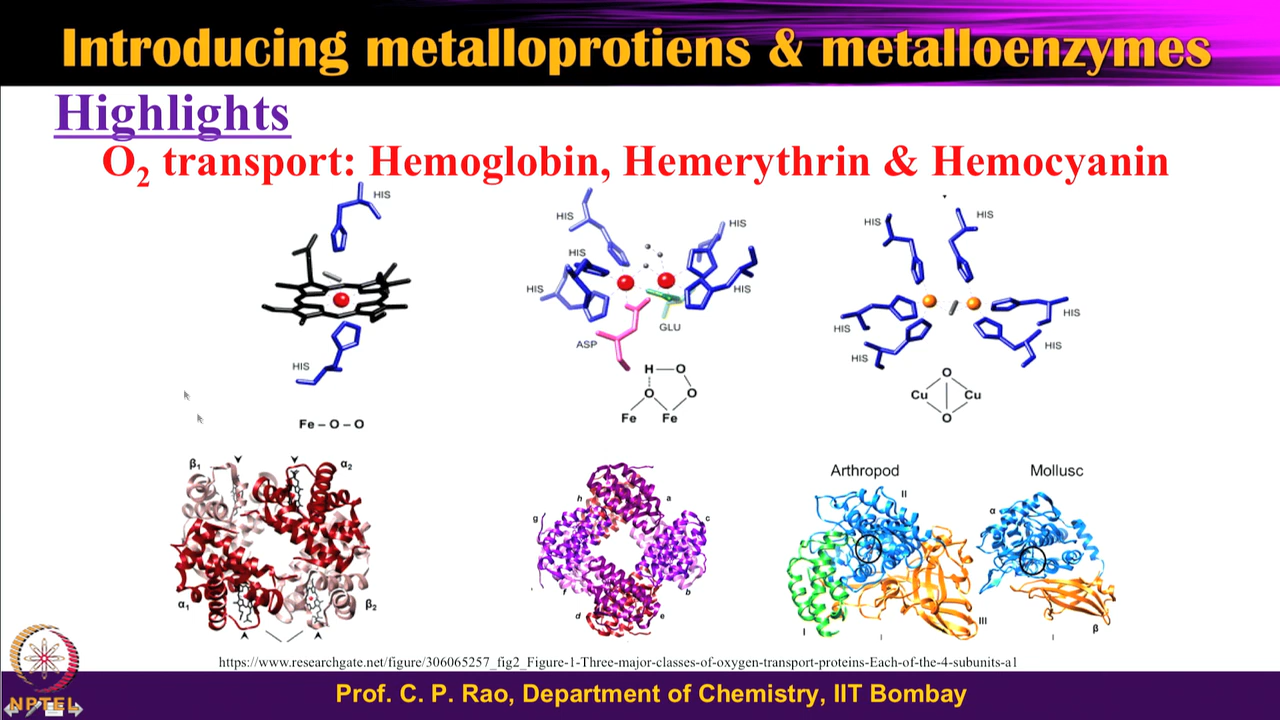 Introducing metalloprotiens & metalloenzymes
Highlights
O2 transport: Hemoglobin, Hemerythrin & Hemocyanin
HIS
HIS
Fe – O – O
HIS
HIS
HIS
HIS
HIS
ASP
GLU
H — O
O O
Fe Fe
HIS
HIS
HIS
HIS
HIS
HIS
O
Cu Cu
O
β1
α2
α1
β2
h
a
g
c
f
b
d
e
Arthropod
II
I
III
I
Mollusc
α
β
I
https://www.researchgate.net/figure/306065257_fig2_Figure-1-Three-major-classes-of-oxygen-transport-proteins-Each-of-the-4-subunits-a1
NPTEL
Prof. C. P. Rao, Department of Chemistry, IIT Bombay